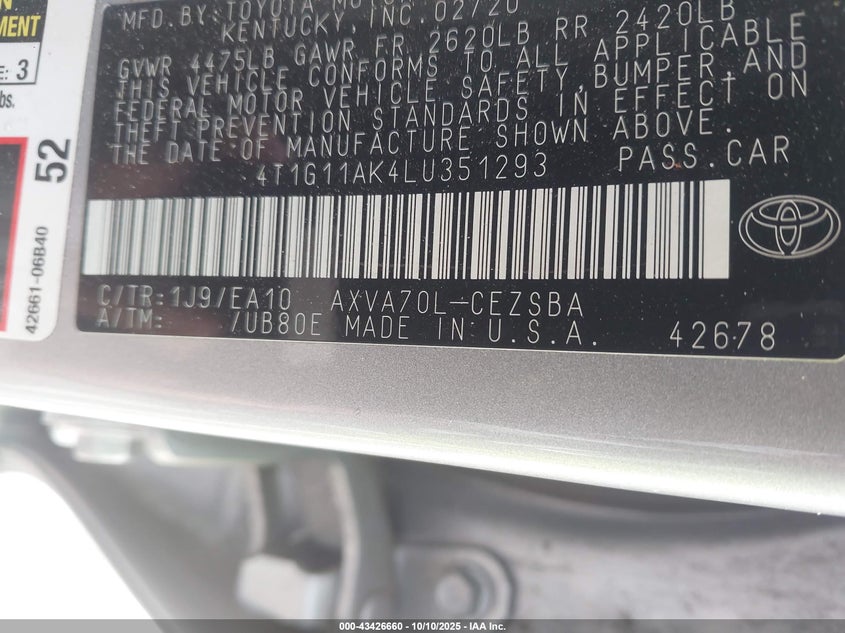 MFD. BY: TOYOTA MOTOR
KENTUCKY, INC. 02/20
GVWR 4475LB GAWR FR 2620LB RR 2420LB
THIS VEHICLE CONFORMS TO ALL APPLICABLE
FEDERAL MOTOR VEHICLE SAFETY, BUMPER, AND
THEFT PREVENTION STANDARDS IN EFFECT ON
THE DATE OF MANUFACTURE SHOWN ABOVE.
4T1G11AK4LU351293 PASS.CAR
C/TR: 1J9/EA10 AXVA70L-CEZSBA
A/TM: /UB80E MADE IN U.S.A. 42678
: 3
bs.
52
42661-06B40
000-43426660 - 10/10/2025 - IAA Inc.